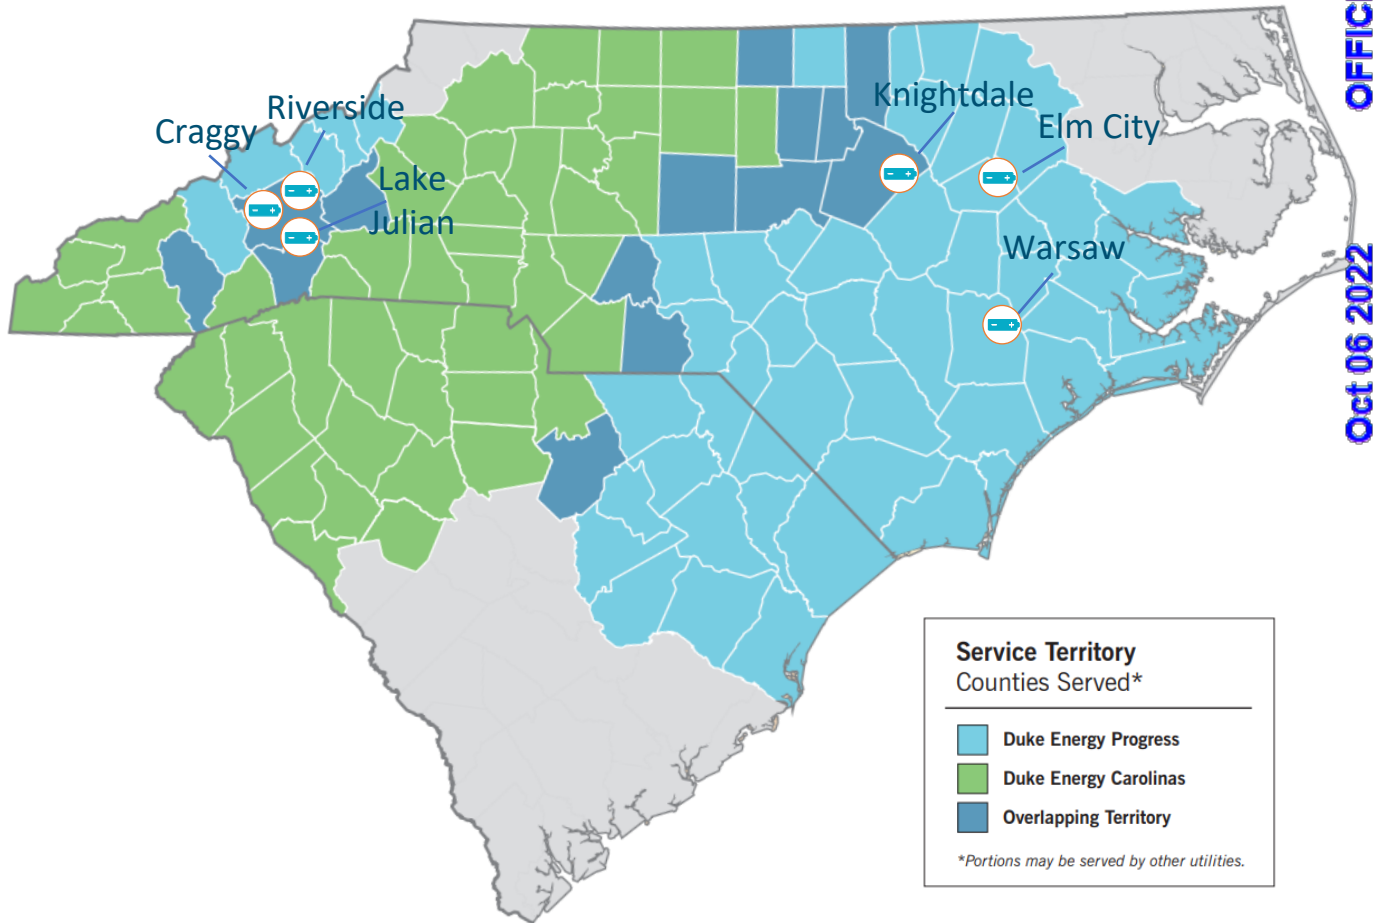 OFFIC
Oct 06 2022
Riverside
Craggy
Knightdale
Elm City
Lake
Julian
Warsaw
Service Territory
Counties Served*
Duke Energy Progress
Duke Energy Carolinas
Overlapping Territory
*Portions may be served by other utilities.